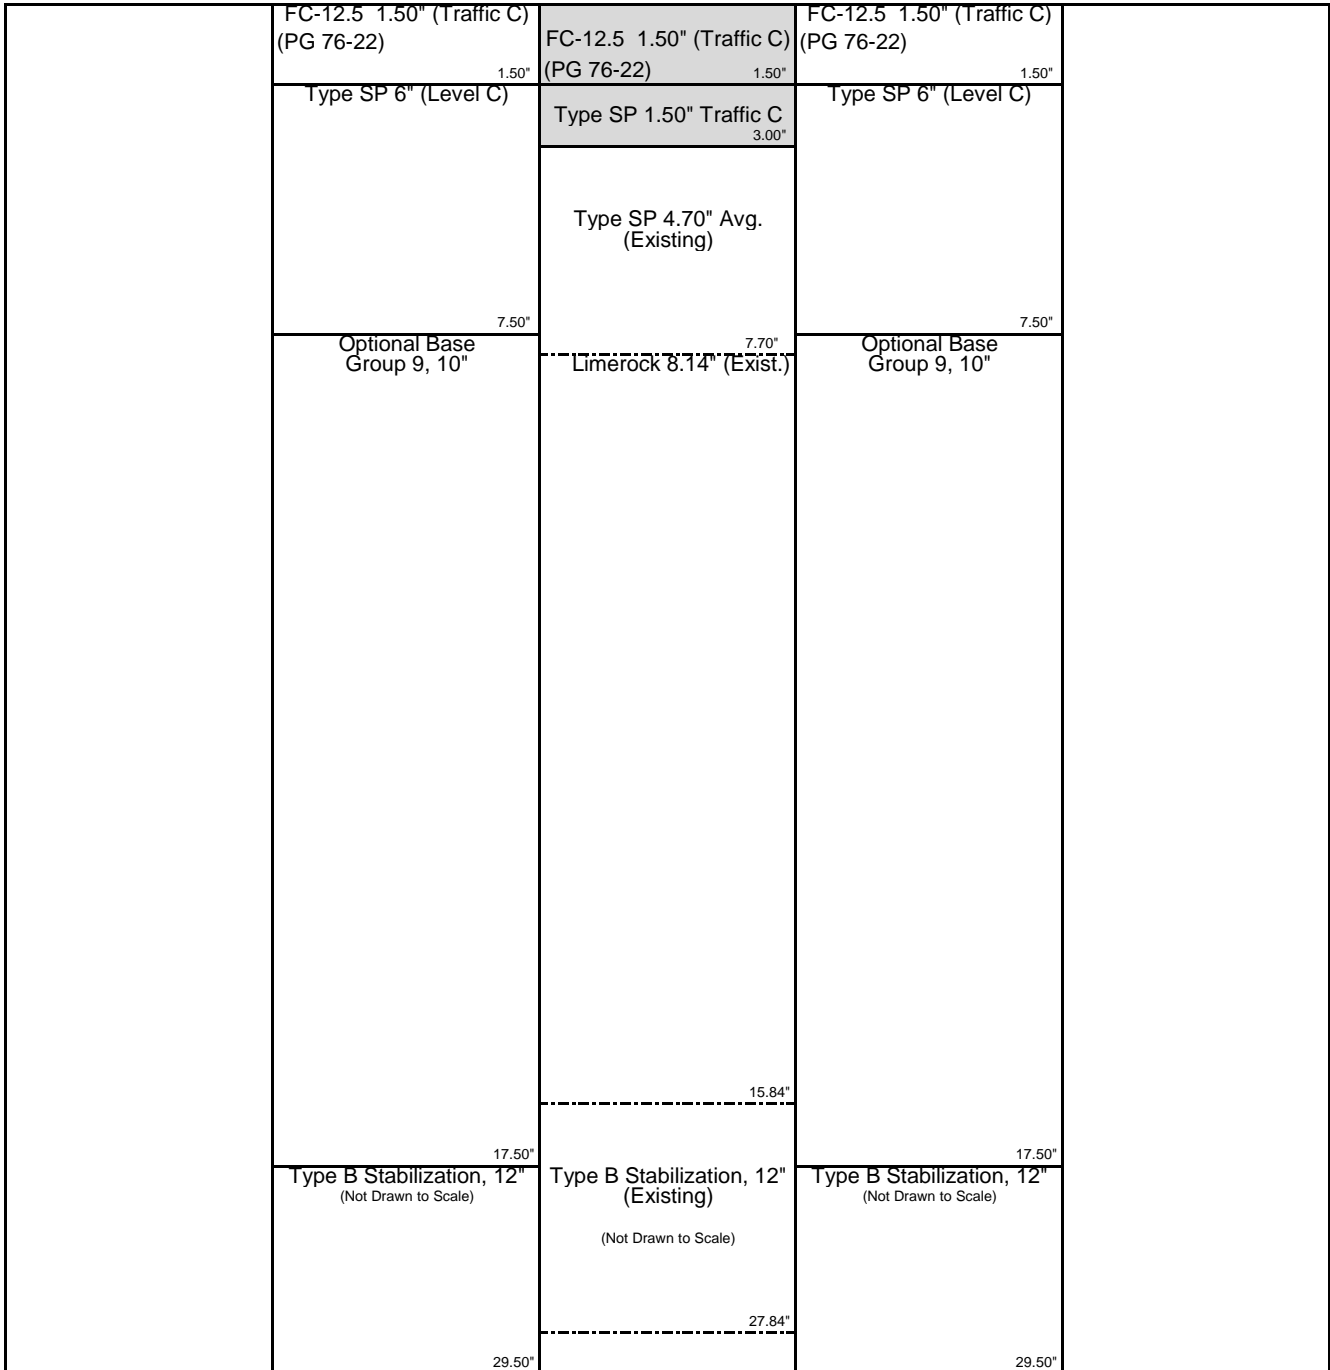 FC-12.5 1.50" (Traffic C)
(PG 76-22)
1.50"
Type SP 6" (Level C)
7.50"
Optional Base
Group 9, 10"
17.50"
Type B Stabilization, 12"
(Not Drawn to Scale)
29.50"
FC-12.5 1.50" (Traffic C)
(PG 76-22) 1.50"
Type SP 1.50" Traffic C
3.00"
Type SP 4.70" Avg.
(Existing)
7.70"
Limerock 8.14" (Exist.)
15.84"
Type B Stabilization, 12"
(Existing)
(Not Drawn to Scale)
27.84"
FC-12.5 1.50" (Traffic C)
(PG 76-22)
1.50"
Type SP 6" (Level C)
7.50"
Optional Base
Group 9, 10"
17.50"
Type B Stabilization, 12"
(Not Drawn to Scale)
29.50"